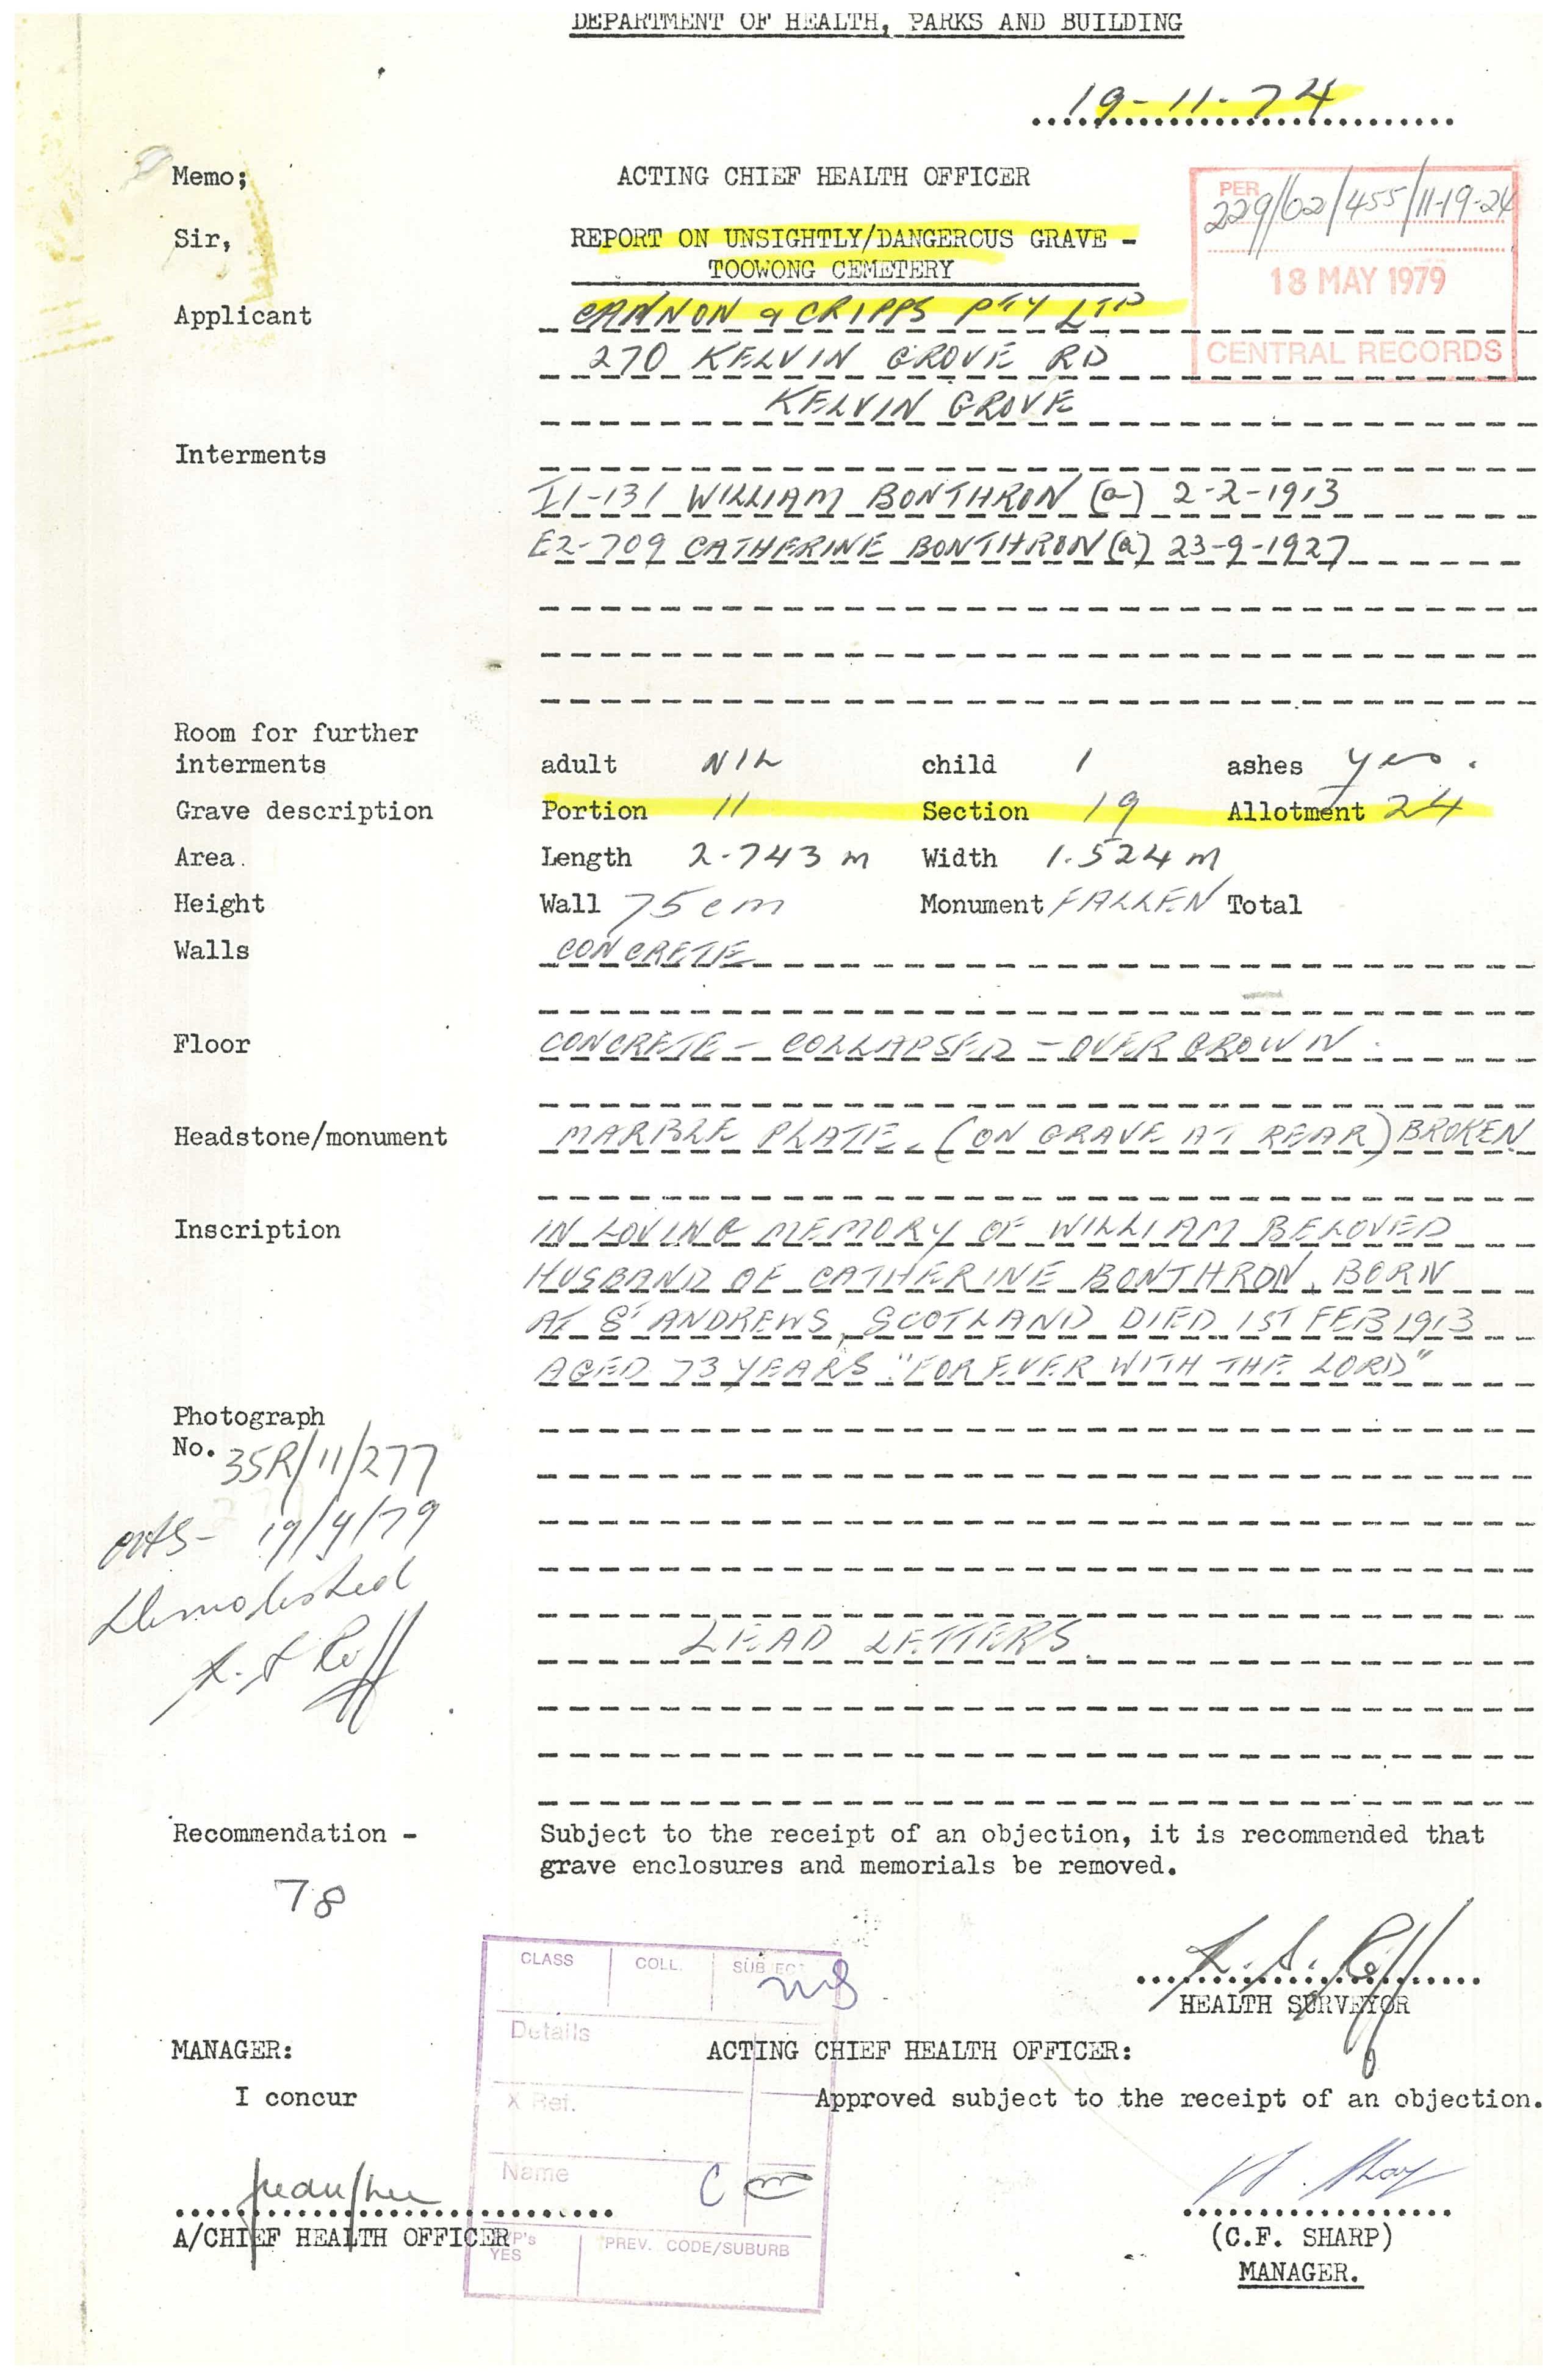 DEPARTMENT OF HEALTH, PARKS AND BUILDING
19-11-74
Memo; ACTING CHIEF HEALTH OFFICER
PER
229/02/455/11-19-24
18 MAY 1979
CENTRAL RECORDS
Sir, REPORT ON UNSIGHTLY/DANGERCUS GRAVE -
TOOWONG CEMETERY
Applicant CANNON & CRIPPS PTY LTD
270 KELVIN GROVE RD
KELVIN GROVE
Interments
I1-131 WILLIAM BONTHRON (a) 2-2-1913
E2-709 CATHERINE BONTHRON (a) 23-9-1927
Room for further
interments adult NIL child 1 ashes yes.
Grave description Portion 11 Section 19 Allotment 24
Area. Length 2.743 m Width 1.524 m
Height Wall 75 cm Monument FALLEN Total
Walls CONCRETE
Floor CONCRETE - COLLAPSED - OVERGROWN.
Headstone/monument MARBLE PLATE. (ON GRAVE AT REAR) BROKEN
Inscription IN LOVING MEMORY OF WILLIAM BELOVED
HUSBAND OF CATHERINE BONTHRON. BORN
AT ST ANDREWS, SCOTLAND DIED 1ST FEB 1913
AGED 73 YEARS "FOREVER WITH THE LORD"
Photograph
No. 35R/11/277
19/4/79
Demolished
LEAD LETTERS
Recommendation - Subject to the receipt of an objection, it is recommended that
grave enclosures and memorials be removed.
78
CLASS COLL. SUBJECT
HEALTH SURVEYOR
Details
MANAGER: ACTING CHIEF HEALTH OFFICER:
I concur Approved subject to the receipt of an objection.
X Ref.
Name
A/CHIEF HEALTH OFFICER (C.F. SHARP)
YES PREV. CODE/SUBURB
MANAGER.